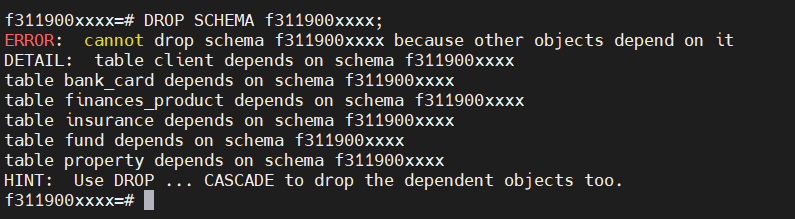 f311900xxxx=# DROP SCHEMA f311900xxxx;
ERROR:  cannot drop schema f311900xxxx because other objects depend on it
DETAIL:  table client depends on schema f311900xxxx
table bank_card depends on schema f311900xxxx
table finances_product depends on schema f311900xxxx
table insurance depends on schema f311900xxxx
table fund depends on schema f311900xxxx
table property depends on schema f311900xxxx
HINT:  Use DROP ... CASCADE to drop the dependent objects too.
f311900xxxx=#